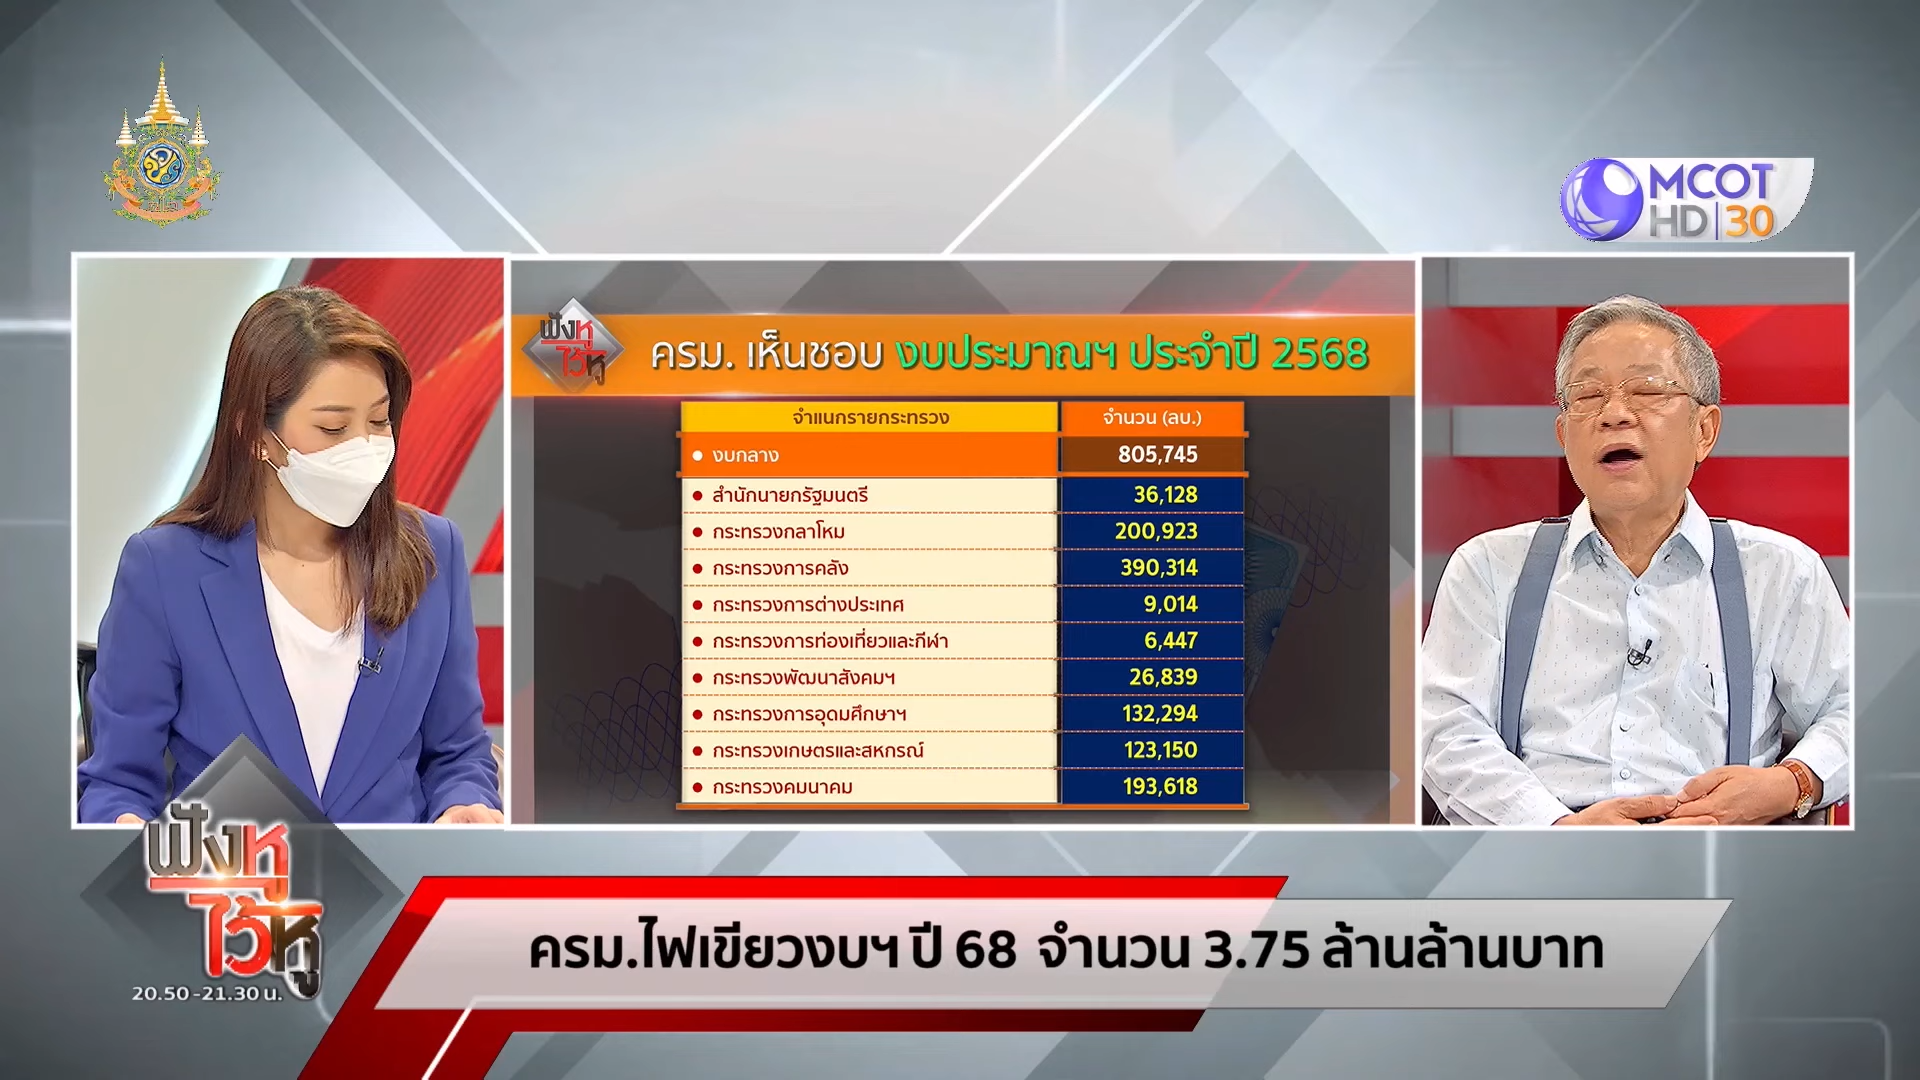 MCOT
HD 30
ฟังหู
ไว้หู
ครม. เห็นชอบ งบประมาณฯ ประจำปี 2568
จำแนกรายกระทรวง จำนวน (ลบ.)
งบกลาง 805,745
สำนักนายกรัฐมนตรี 36,128
กระทรวงกลาโหม 200,923
กระทรวงการคลัง 390,314
กระทรวงการต่างประเทศ 9,014
กระทรวงการท่องเที่ยวและกีฬา 6,447
กระทรวงพัฒนาสังคมฯ 26,839
กระทรวงการอุดมศึกษาฯ 132,294
กระทรวงเกษตรและสหกรณ์ 123,150
กระทรวงคมนาคม 193,618
ฟังหู
ไว้หู
20.50 -21.30 น.
ครม.ไฟเขียวงบฯ ปี 68 จำนวน 3.75 ล้านล้านบาท